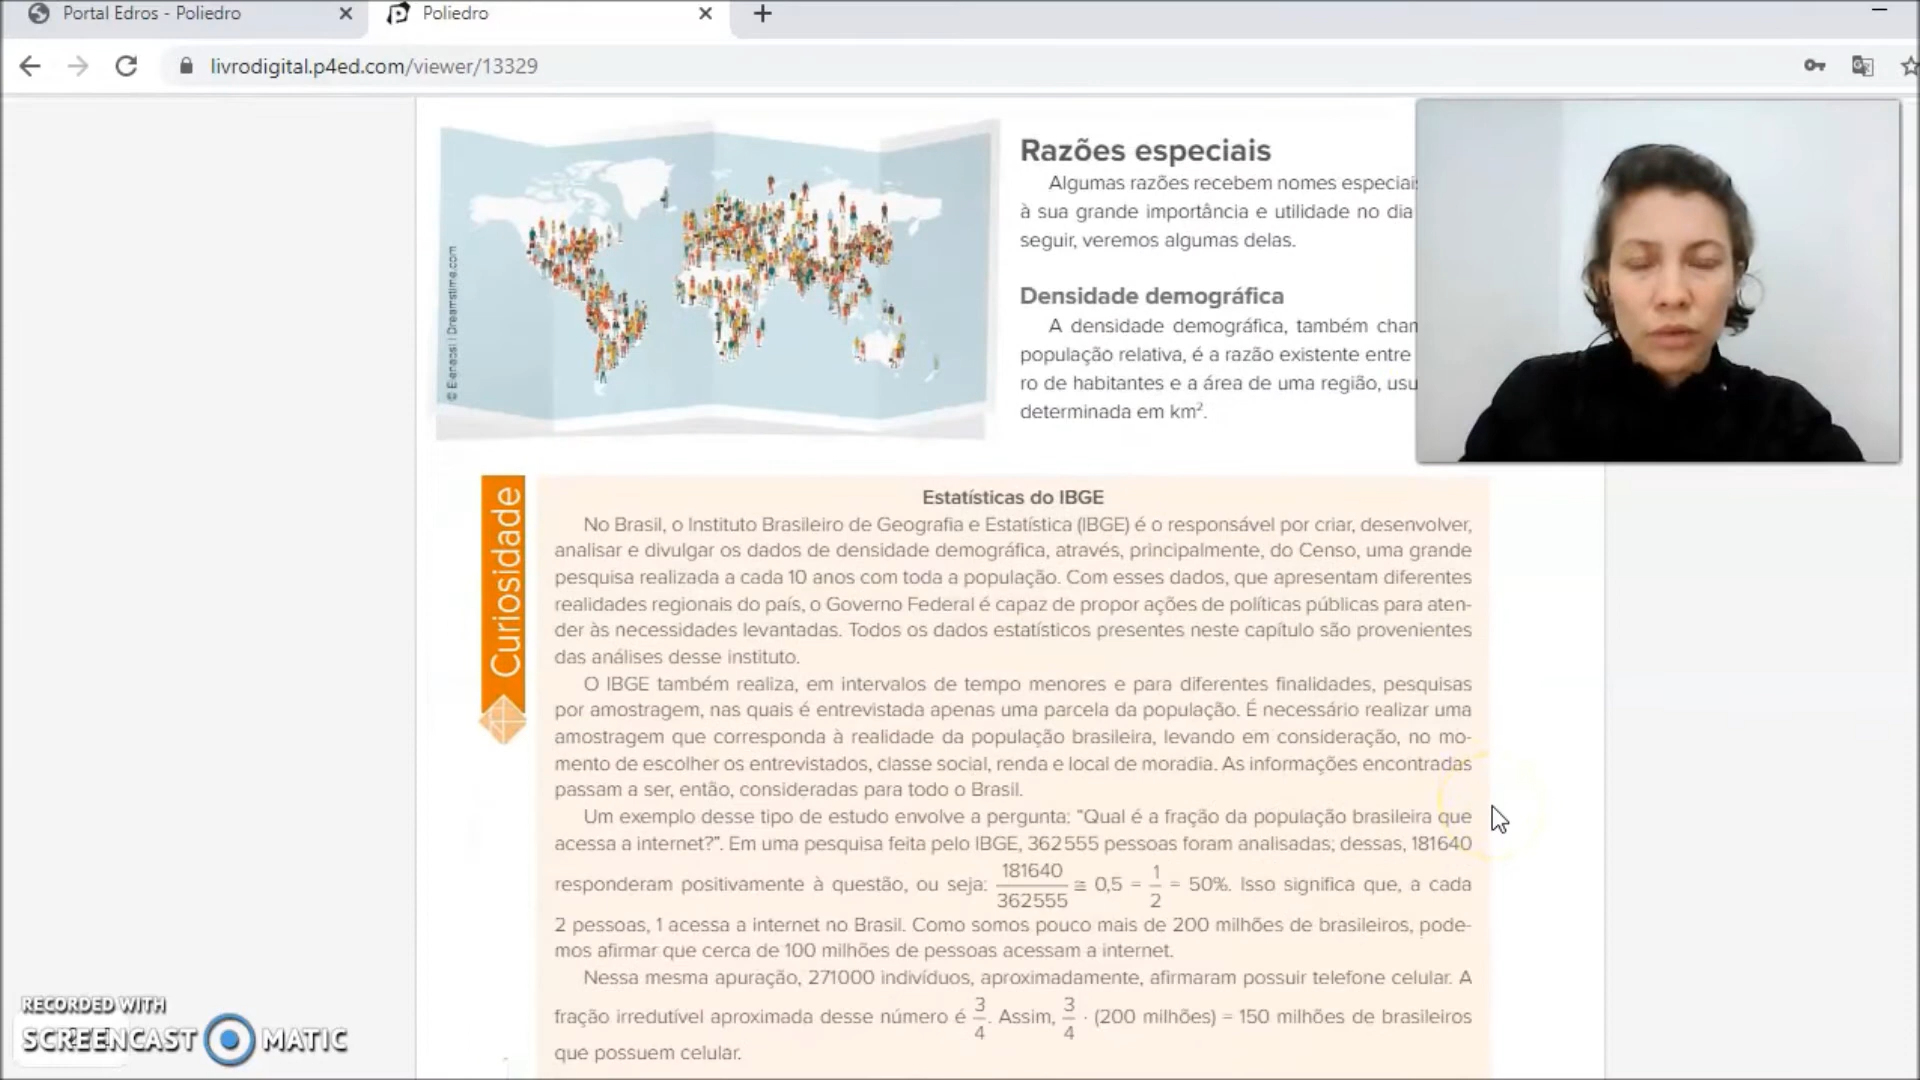 Portal Edros - Poliedro
Poliedro
livrodigital.p4ed.com/viewer/13329
Razões especiais
Algumas razões recebem nomes especiais
à sua grande importância e utilidade no dia
seguir, veremos algumas delas.
Densidade demográfica
A densidade demográfica, também cham
população relativa, é a razão existente entre
ro de habitantes e a área de uma região, usu
determinada em km².
Curiosidade
Estatísticas do IBGE
No Brasil, o Instituto Brasileiro de Geografia e Estatística (IBGE) é o responsável por criar, desenvolver,
analisar e divulgar os dados de densidade demográfica, através, principalmente, do Censo, uma grande
pesquisa realizada a cada 10 anos com toda a população. Com esses dados, que apresentam diferentes
realidades regionais do país, o Governo Federal é capaz de propor ações de políticas públicas para aten-
der às necessidades levantadas. Todos os dados estatísticos presentes neste capítulo são provenientes
das análises desse instituto.
O IBGE também realiza, em intervalos de tempo menores e para diferentes finalidades, pesquisas
por amostragem, nas quais é entrevistada apenas uma parcela da população. É necessário realizar uma
amostragem que corresponda à realidade da população brasileira, levando em consideração, no mo-
mento de escolher os entrevistados, classe social, renda e local de moradia. As informações encontradas
passam a ser, então, consideradas para todo o Brasil.
Um exemplo desse tipo de estudo envolve a pergunta: "Qual é a fração da população brasileira que
acessa a internet?". Em uma pesquisa feita pelo IBGE, 362 555 pessoas foram analisadas; dessas, 181640
responderam positivamente à questão, ou seja: 181640/362555 ≅ 0,5 = 1/2 = 50%. Isso significa que, a cada
2 pessoas, 1 acessa a internet no Brasil. Como somos pouco mais de 200 milhões de brasileiros, pode-
mos afirmar que cerca de 100 milhões de pessoas acessam a internet.
Nessa mesma apuração, 271000 indivíduos, aproximadamente, afirmaram possuir telefone celular. A
fração irredutível aproximada desse número é 3/4. Assim, 3/4 · (200 milhões) = 150 milhões de brasileiros
que possuem celular.
RECORDED WITH
SCREENCAST MATIC